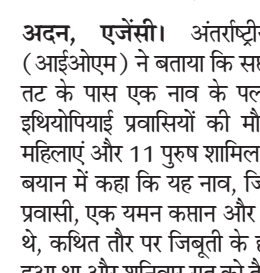 अदन, एजेंसी। अंतर्राष्ट्रीय
(आईओएम) ने बताया कि
तट के पास एक नाव के
इथियोपियाई प्रवासियों की
महिलाएं और 11 पुरुष शामिल
बयान में कहा कि यह नाव,
प्रवासी, एक यमन कप्तान और
थे, कथित तौर पर जिबूती के